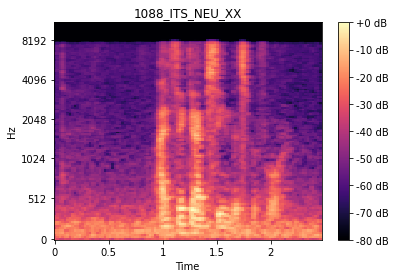 1088_ITS_NEU_XX
Hz
8192
4096
2048
1024
512
0
0
0.5
1
1.5
2
Time
+0 dB
-10 dB
-20 dB
-30 dB
-40 dB
-50 dB
-60 dB
-70 dB
-80 dB